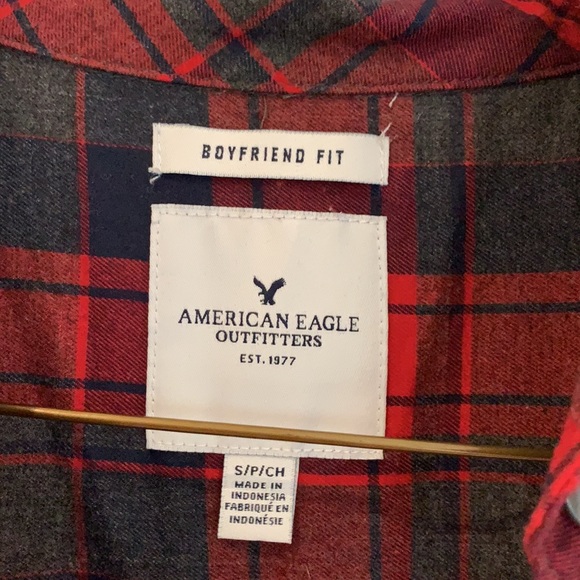 BOYFRIEND FIT
AMERICAN EAGLE
OUTFITTERS
EST. 1977
S/P/CH
MADE IN
INDONESIA
FABRIQUÉ EN
INDONÉSIE